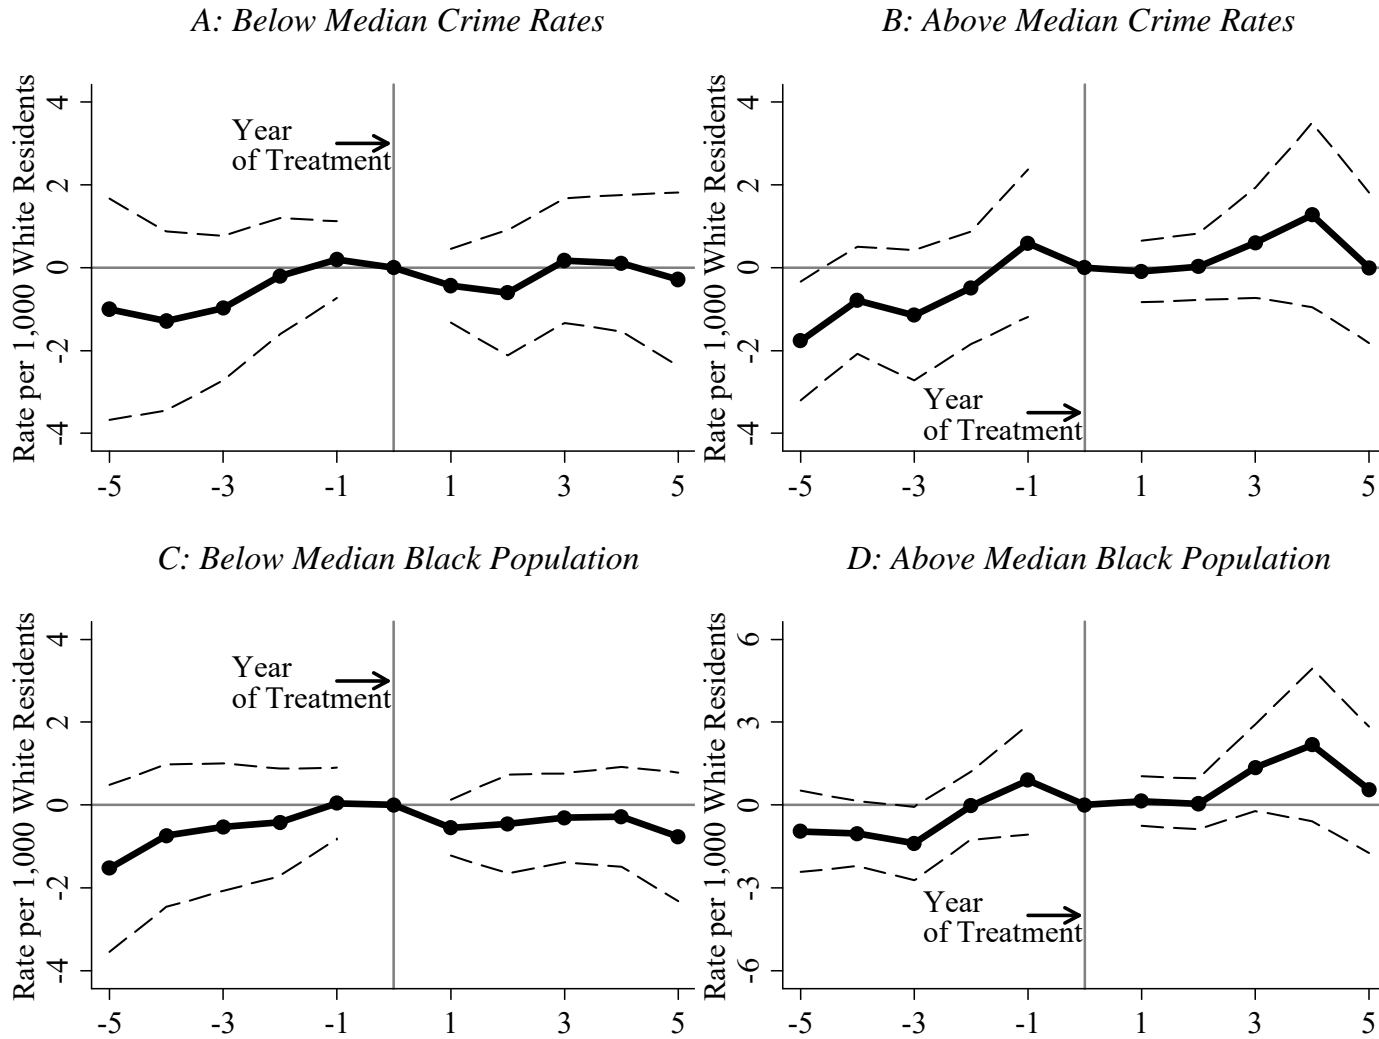 A: Below Median Crime Rates
Rate per 1,000 White Residents
4
2
0
-2
-4
Year
of Treatment
-5
-3
-1
1
3
5
B: Above Median Crime Rates
Rate per 1,000 White Residents
4
2
0
-2
-4
Year
of Treatment
-5
-3
-1
1
3
5
C: Below Median Black Population
Rate per 1,000 White Residents
4
2
0
-2
-4
Year
of Treatment
-5
-3
-1
1
3
5
D: Above Median Black Population
Rate per 1,000 White Residents
6
3
0
-3
-6
Year
of Treatment
-5
-3
-1
1
3
5